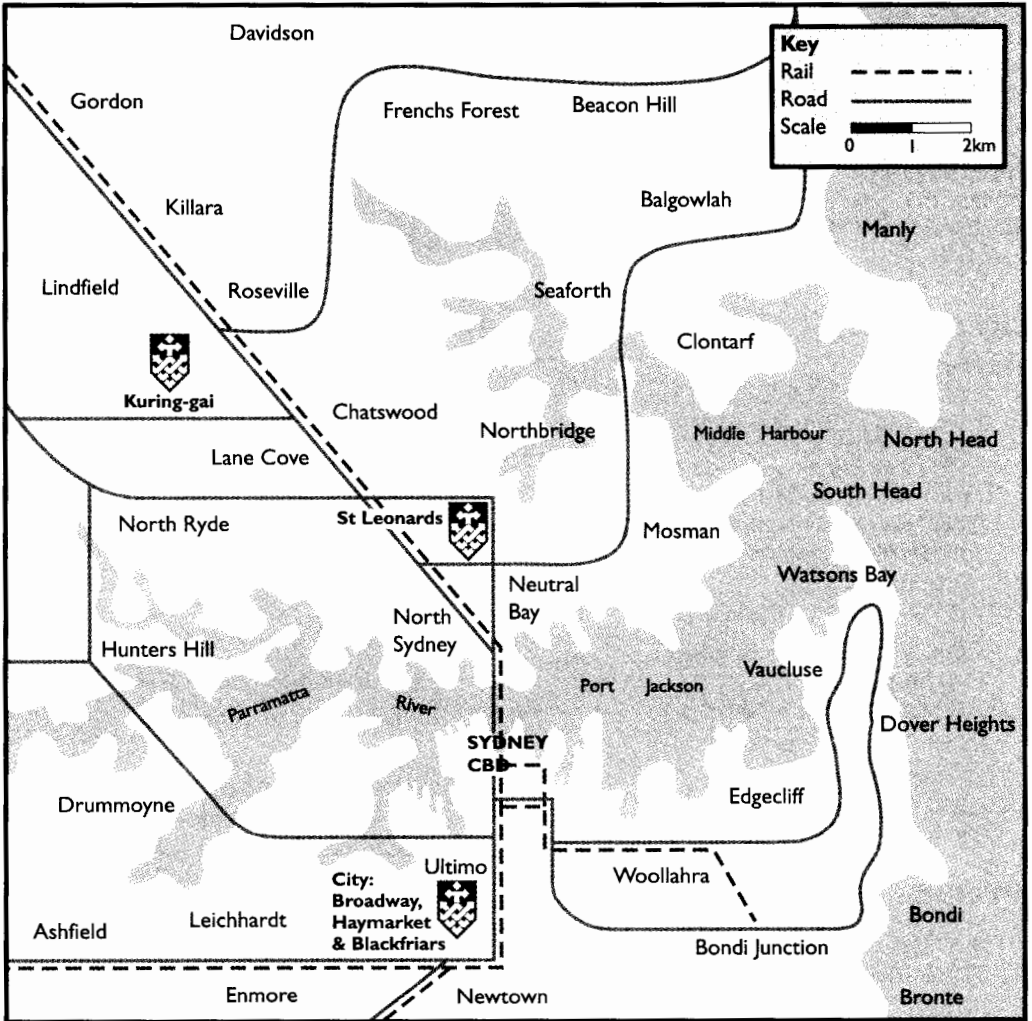 Davidson
Key
Rail
Road
Scale
0 1 2km
Gordon
Frenchs Forest
Beacon Hill
Killara
Balgowlah
Manly
Lindfield
Roseville
Seaforth
Clontarf
Kuring-gai
Chatswood
Northbridge
Middle Harbour
North Head
Lane Cove
South Head
North Ryde
St Leonards
Mosman
Watsons Bay
Neutral
Bay
North
Sydney
Hunters Hill
Vaucluse
Parramatta
River
Port Jackson
Dover Heights
SYDNEY
CBD
Drummoyne
Edgecliff
Ultimo
City:
Broadway,
Haymarket
& Blackfriars
Woollahra
Leichhardt
Ashfield
Bondi
Bondi Junction
Enmore
Newtown
Bronte